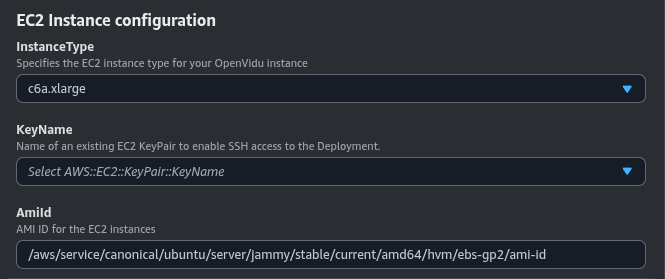 EC2 Instance configuration
InstanceType
Specifies the EC2 instance type for your OpenVidu instance
c6a.xlarge
KeyName
Name of an existing EC2 KeyPair to enable SSH access to the Deployment.
Select AWS::EC2::KeyPair::KeyName
AmiId
AMI ID for the EC2 instances
/aws/service/canonical/ubuntu/server/jammy/stable/current/amd64/hvm/ebs-gp2/ami-id